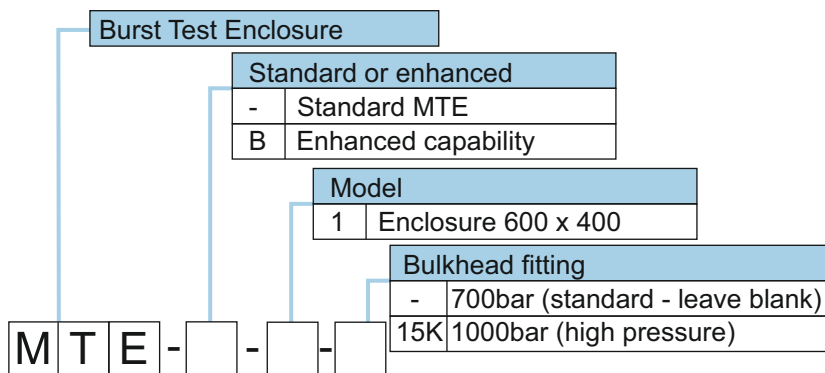 Burst Test Enclosure
Standard or enhanced
- Standard MTE
B Enhanced capability
Model
1 Enclosure 600 x 400
Bulkhead fitting
- 700bar (standard - leave blank)
15K 1000bar (high pressure)
M T E - - -